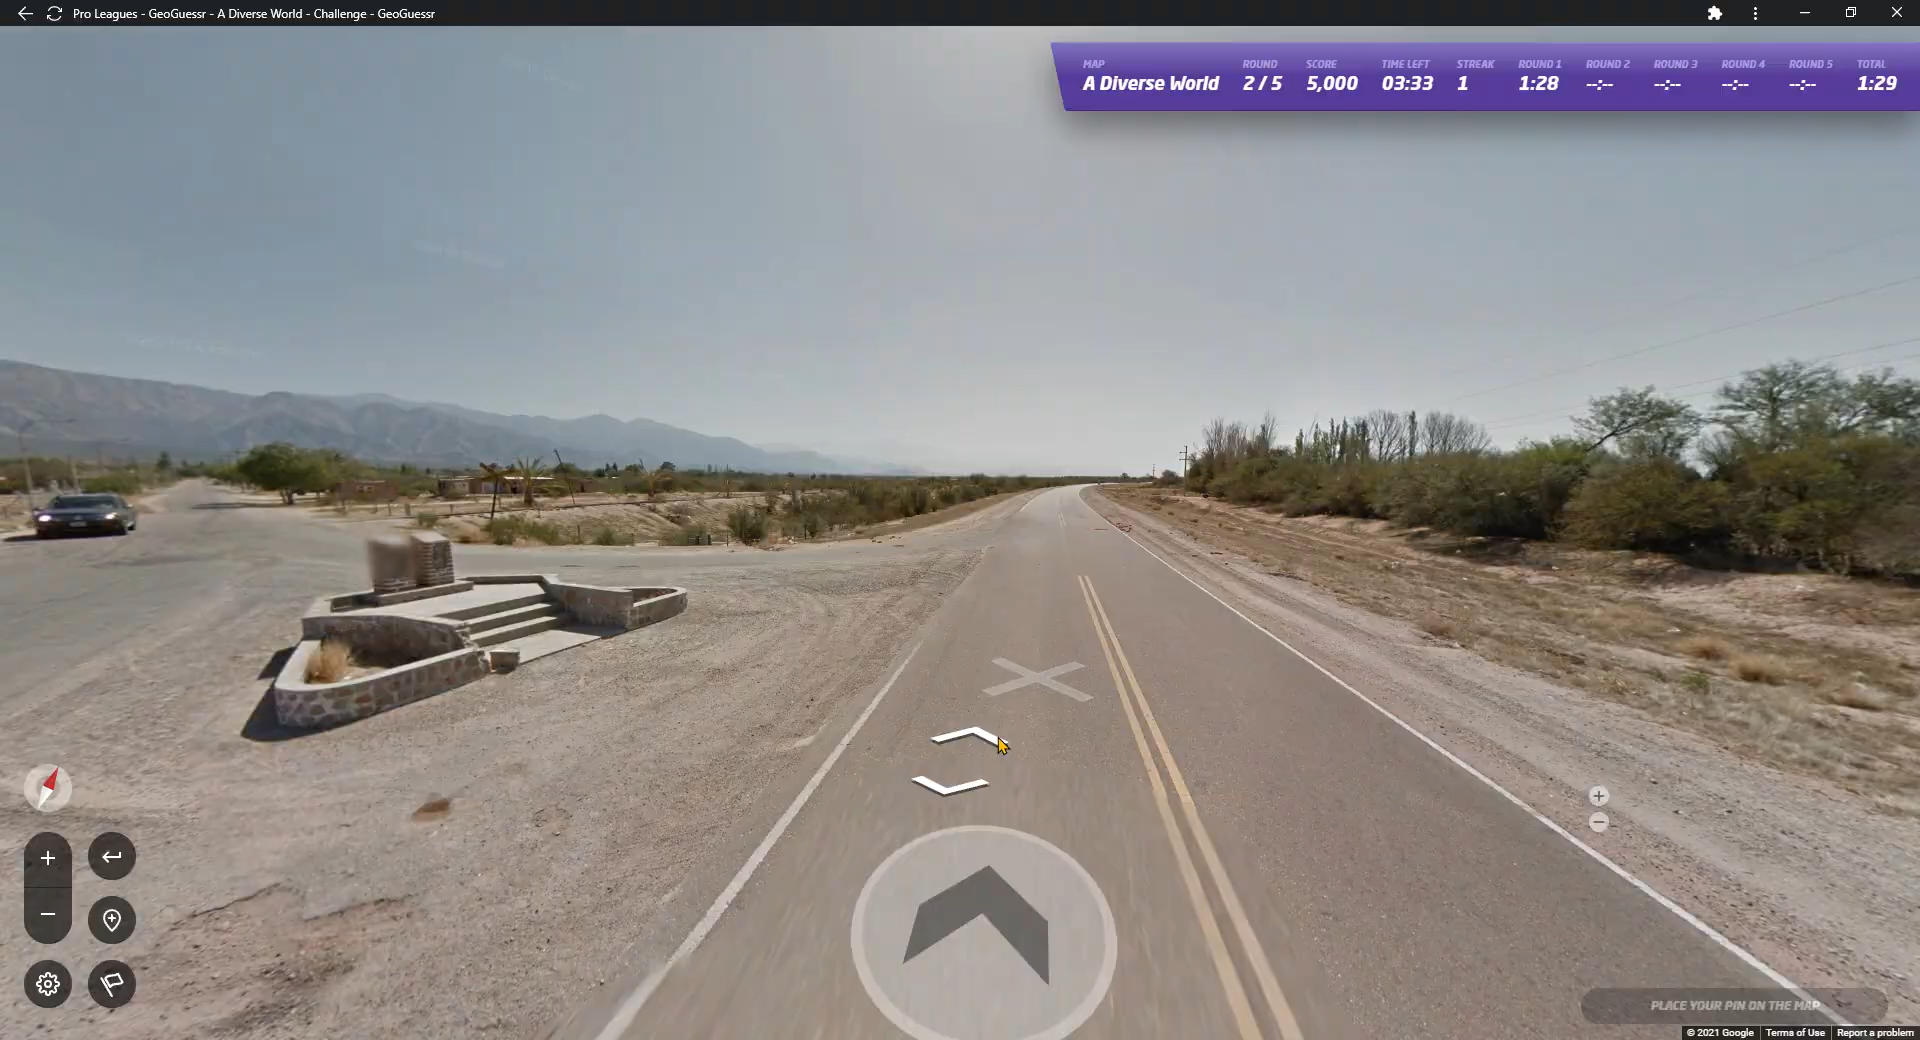 Pro Leagues - GeoGuessr - A Diverse World - Challenge - GeoGuessr
MAP ROUND SCORE TIME LEFT STREAK ROUND 1 ROUND 2 ROUND 3 ROUND 4 ROUND 5 TOTAL
A Diverse World 2 / 5 5,000 03:33 1 1:28 --:-- --:-- --:-- --:-- 1:29
PLACE YOUR PIN ON THE MAP
© 2021 Google Terms of Use Report a problem